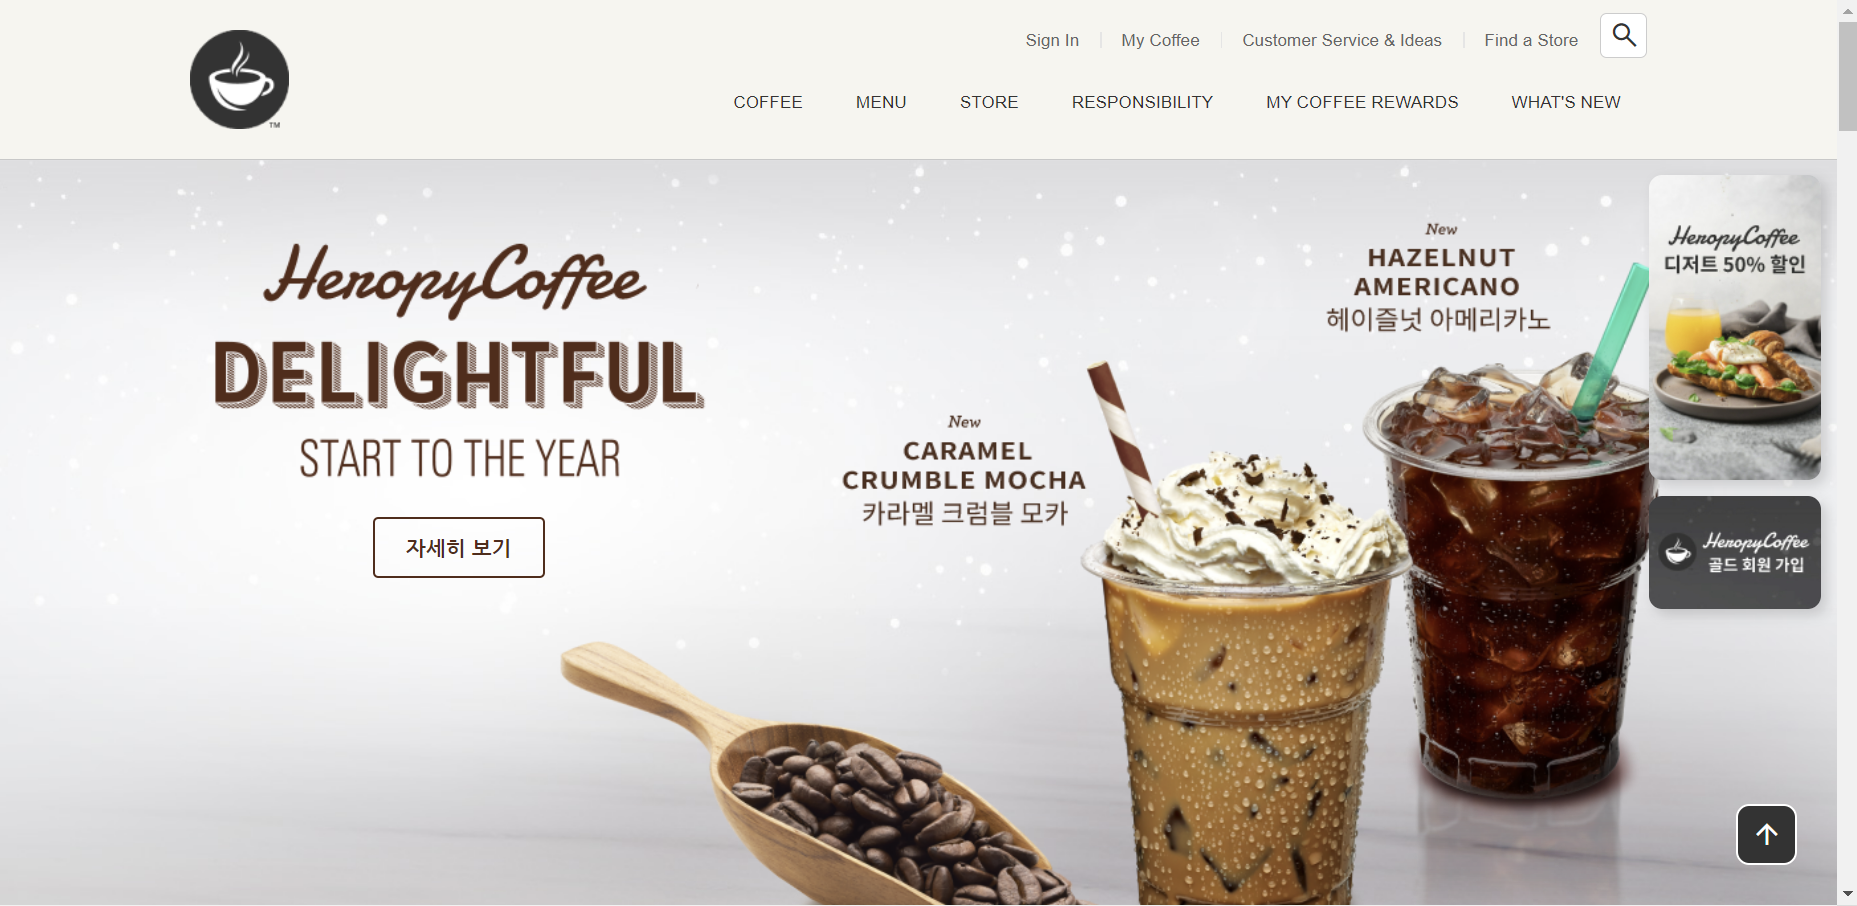 Sign In
My Coffee
Customer Service & Ideas
Find a Store
TM
COFFEE
MENU
STORE
RESPONSIBILITY
MY COFFEE REWARDS
WHAT'S NEW
HeropyCoffee
DELIGHTFUL
START TO THE YEAR
자세히 보기
New
CARAMEL
CRUMBLE MOCHA
카라멜 크럼블 모카
New
HAZELNUT
AMERICANO
헤이즐넛 아메리카노
HeropyCoffee
디저트 50% 할인
HeropyCoffee
골드 회원 가입